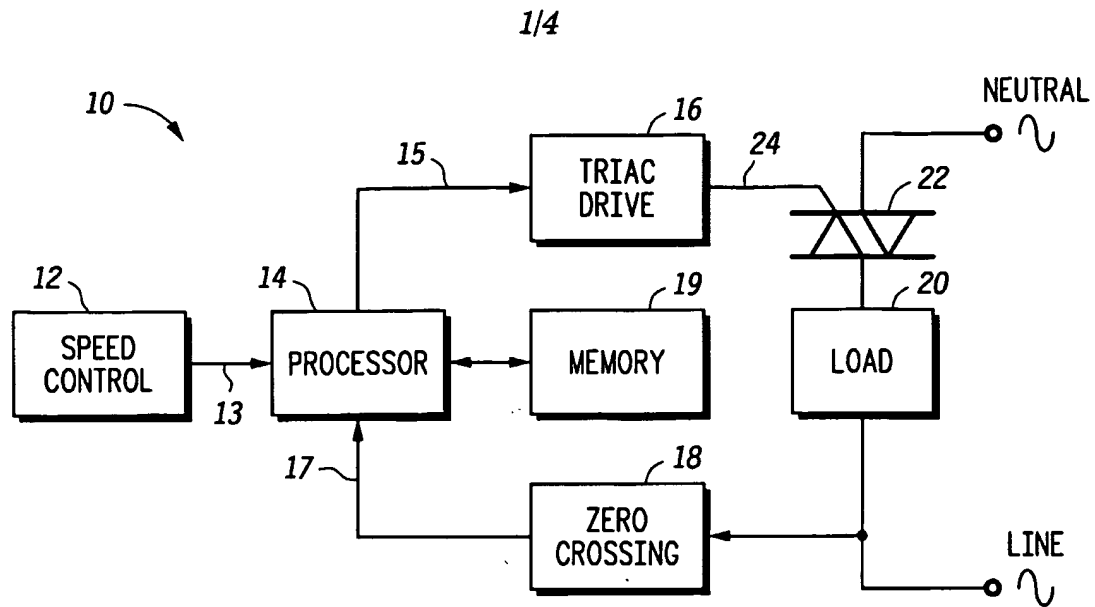 1/4
NEUTRAL
10
16
15
TRIAC
DRIVE
24
22
12
14
19
20
SPEED
CONTROL
13
PROCESSOR
MEMORY
LOAD
17
18
ZERO
CROSSING
LINE